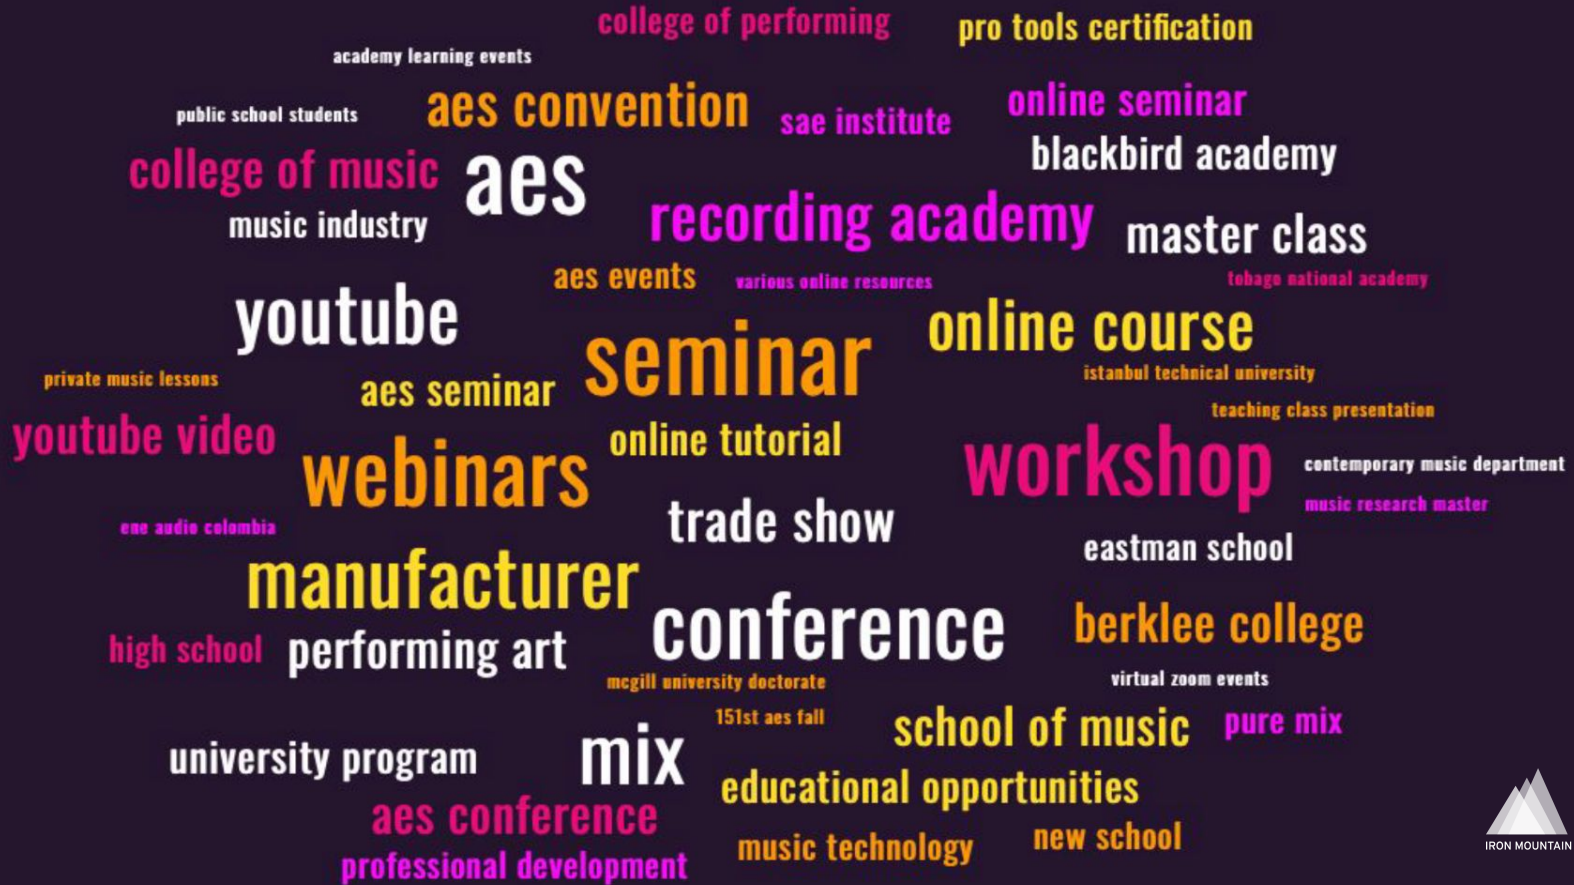 college of performing
pro tools certification
academy learning events
aes convention
online seminar
public school students
sae institute
blackbird academy
college of music
aes
music industry
recording academy
master class
aes events
various online resources
tobago national academy
youtube
online course
seminar
private music lessons
aes seminar
istanbul technical university
teaching class presentation
youtube video
online tutorial
webinars
workshop
contemporary music department
music research master
ene audio colombia
trade show
eastman school
manufacturer
conference
berklee college
high school
performing art
mcgill university doctorate
virtual zoom events
151st aes fall
school of music
pure mix
university program
mix
educational opportunities
aes conference
music technology
new school
professional development
IRON MOUNTAIN